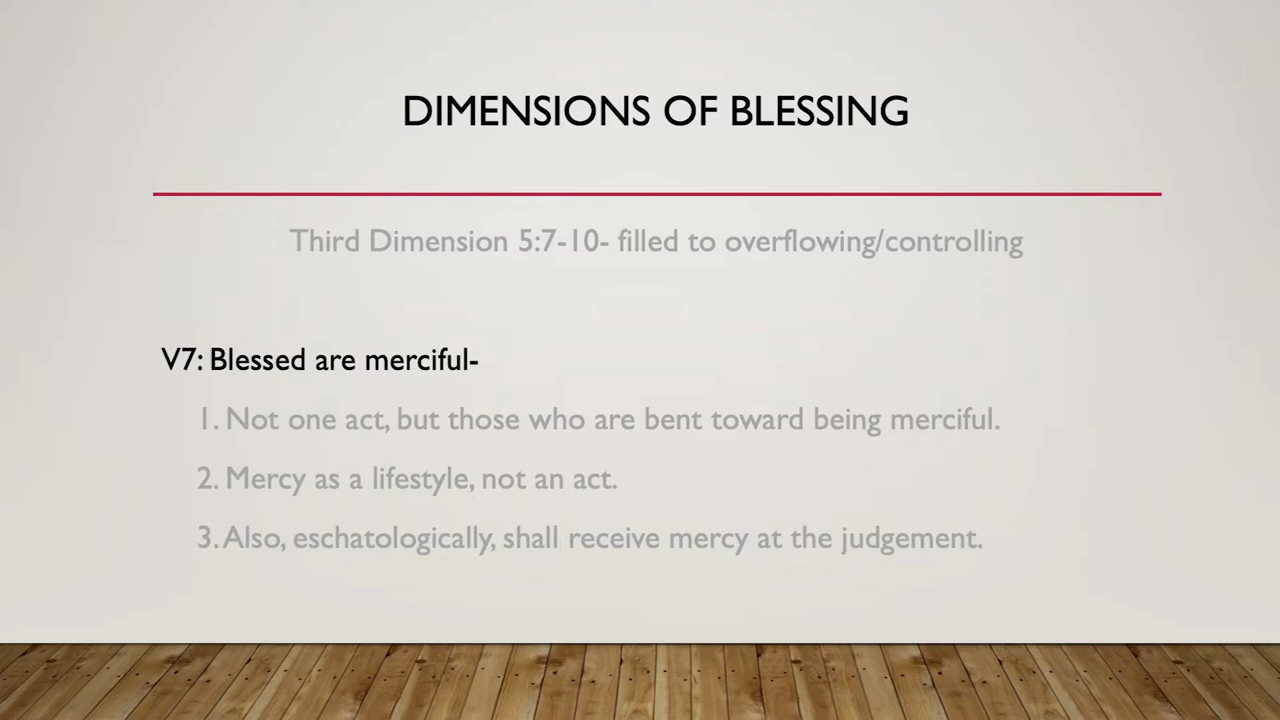 DIMENSIONS OF BLESSING
Third Dimension 5:7-10- filled to overflowing/controlling
V7: Blessed are merciful-
1. Not one act, but those who are bent toward being merciful.
2. Mercy as a lifestyle, not an act.
3. Also, eschatologically, shall receive mercy at the judgement.